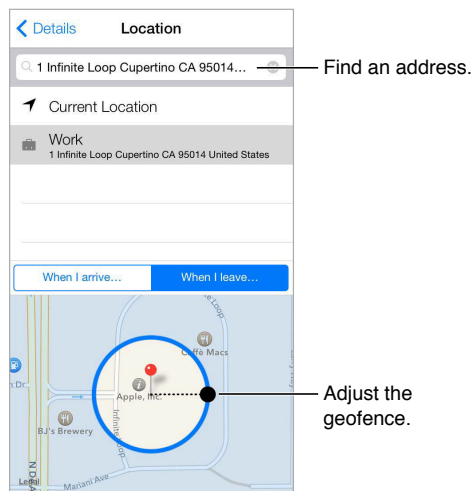 Details
Location
1 Infinite Loop Cupertino CA 95014…
Find an address.
Current Location
Work
1 Infinite Loop Cupertino CA 95014 United States
When I arrive…
When I leave…
Loop
Caffè Macs
Dr
Apple, Inc.
Infinite Loop
BJ's Brewery
Adjust the
geofence.
Mariani Ave
N D
Legal